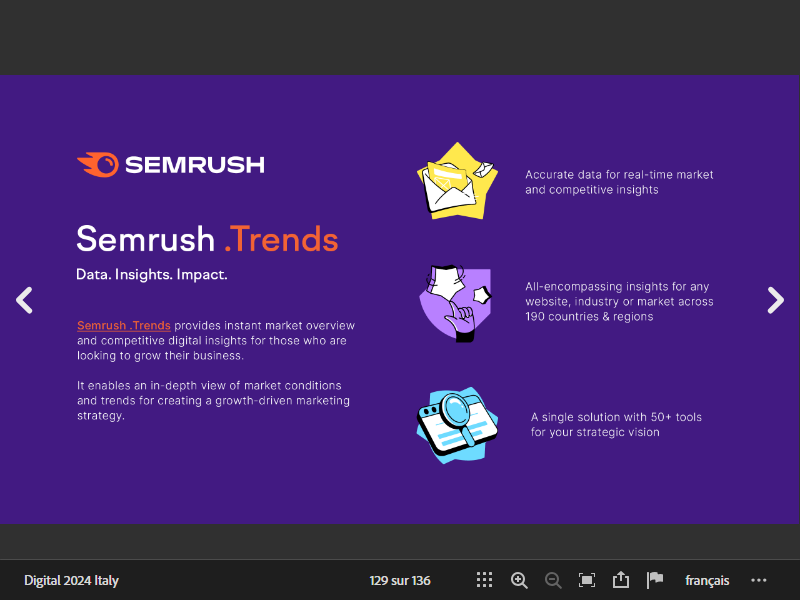 SEMRUSH
Semrush .Trends
Data. Insights. Impact.
Semrush .Trends provides instant market overview
and competitive digital insights for those who are
looking to grow their business.
It enables an in-depth view of market conditions
and trends for creating a growth-driven marketing
strategy.
Accurate data for real-time market
and competitive insights
All-encompassing insights for any
website, industry or market across
190 countries & regions
A single solution with 50+ tools
for your strategic vision
Digital 2024 Italy
129 sur 136
français